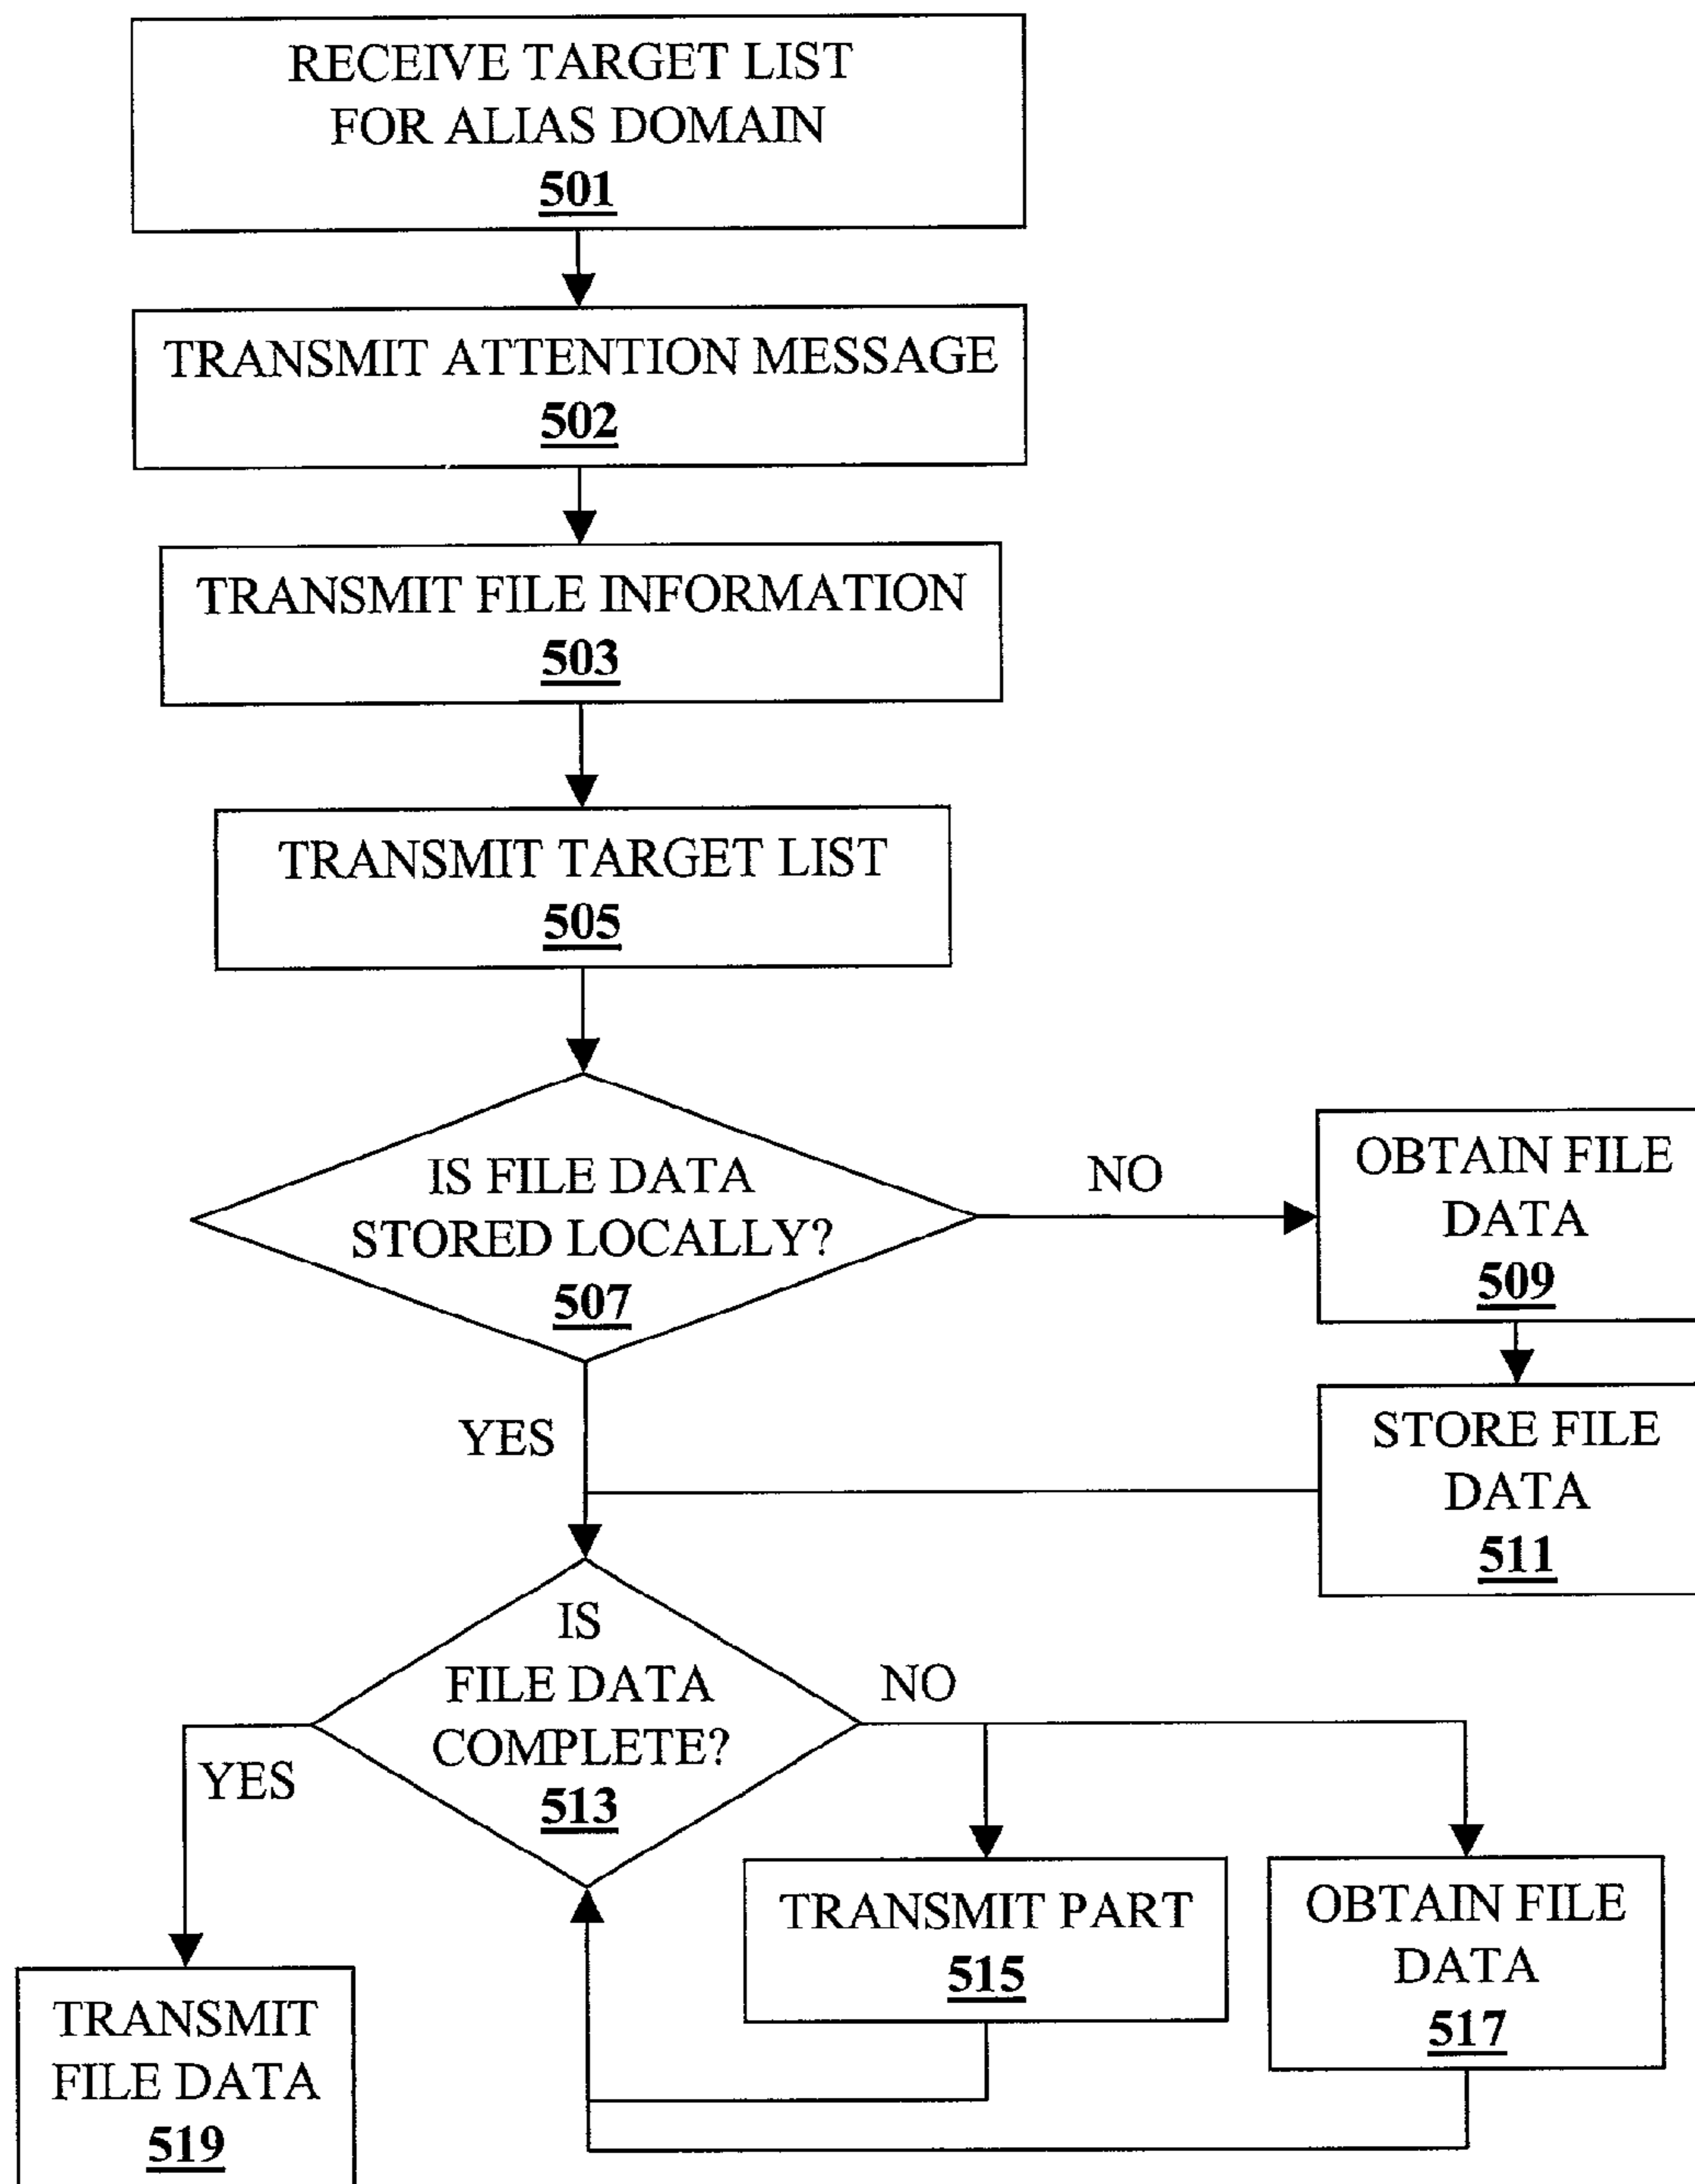 RECEIVE TARGET LIST
FOR ALIAS DOMAIN
501
TRANSMIT ATTENTION MESSAGE
502
TRANSMIT FILE INFORMATION
503
TRANSMIT TARGET LIST
505
IS FILE DATA
STORED LOCALLY?
507
NO
OBTAIN FILE
DATA
509
YES
STORE FILE
DATA
511
IS
FILE DATA
COMPLETE?
513
NO
YES
TRANSMIT PART
515
OBTAIN FILE
DATA
517
TRANSMIT
FILE DATA
519